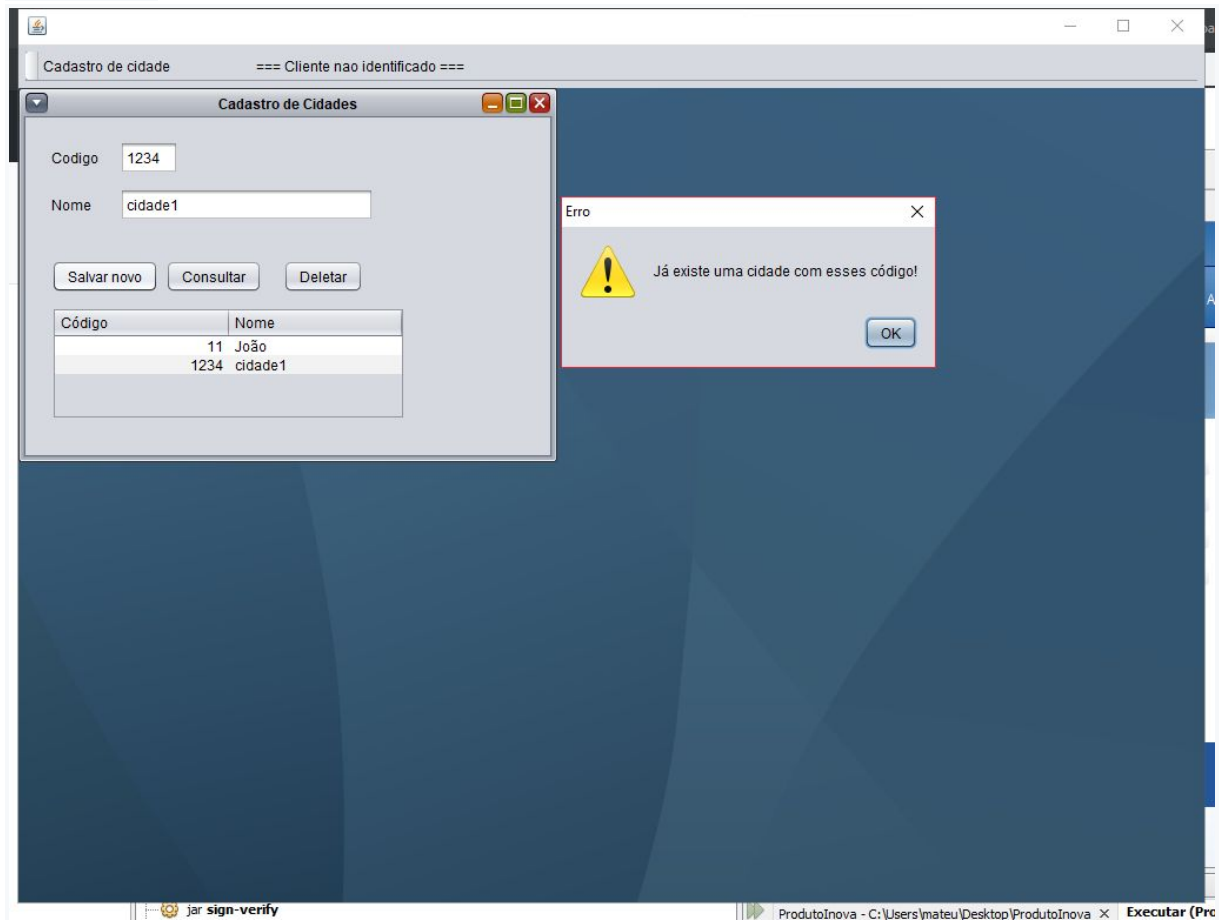 Cadastro de cidade === Cliente nao identificado ===
Cadastro de Cidades
Codigo 1234
Nome cidade1
Salvar novo Consultar Deletar
Código Nome
11 João
1234 cidade1
Erro
Já existe uma cidade com esses código!
OK
jar sign-verify
ProdutoInova - C:\Users\mateu\Desktop\ProdutoInova x Executar (Pro